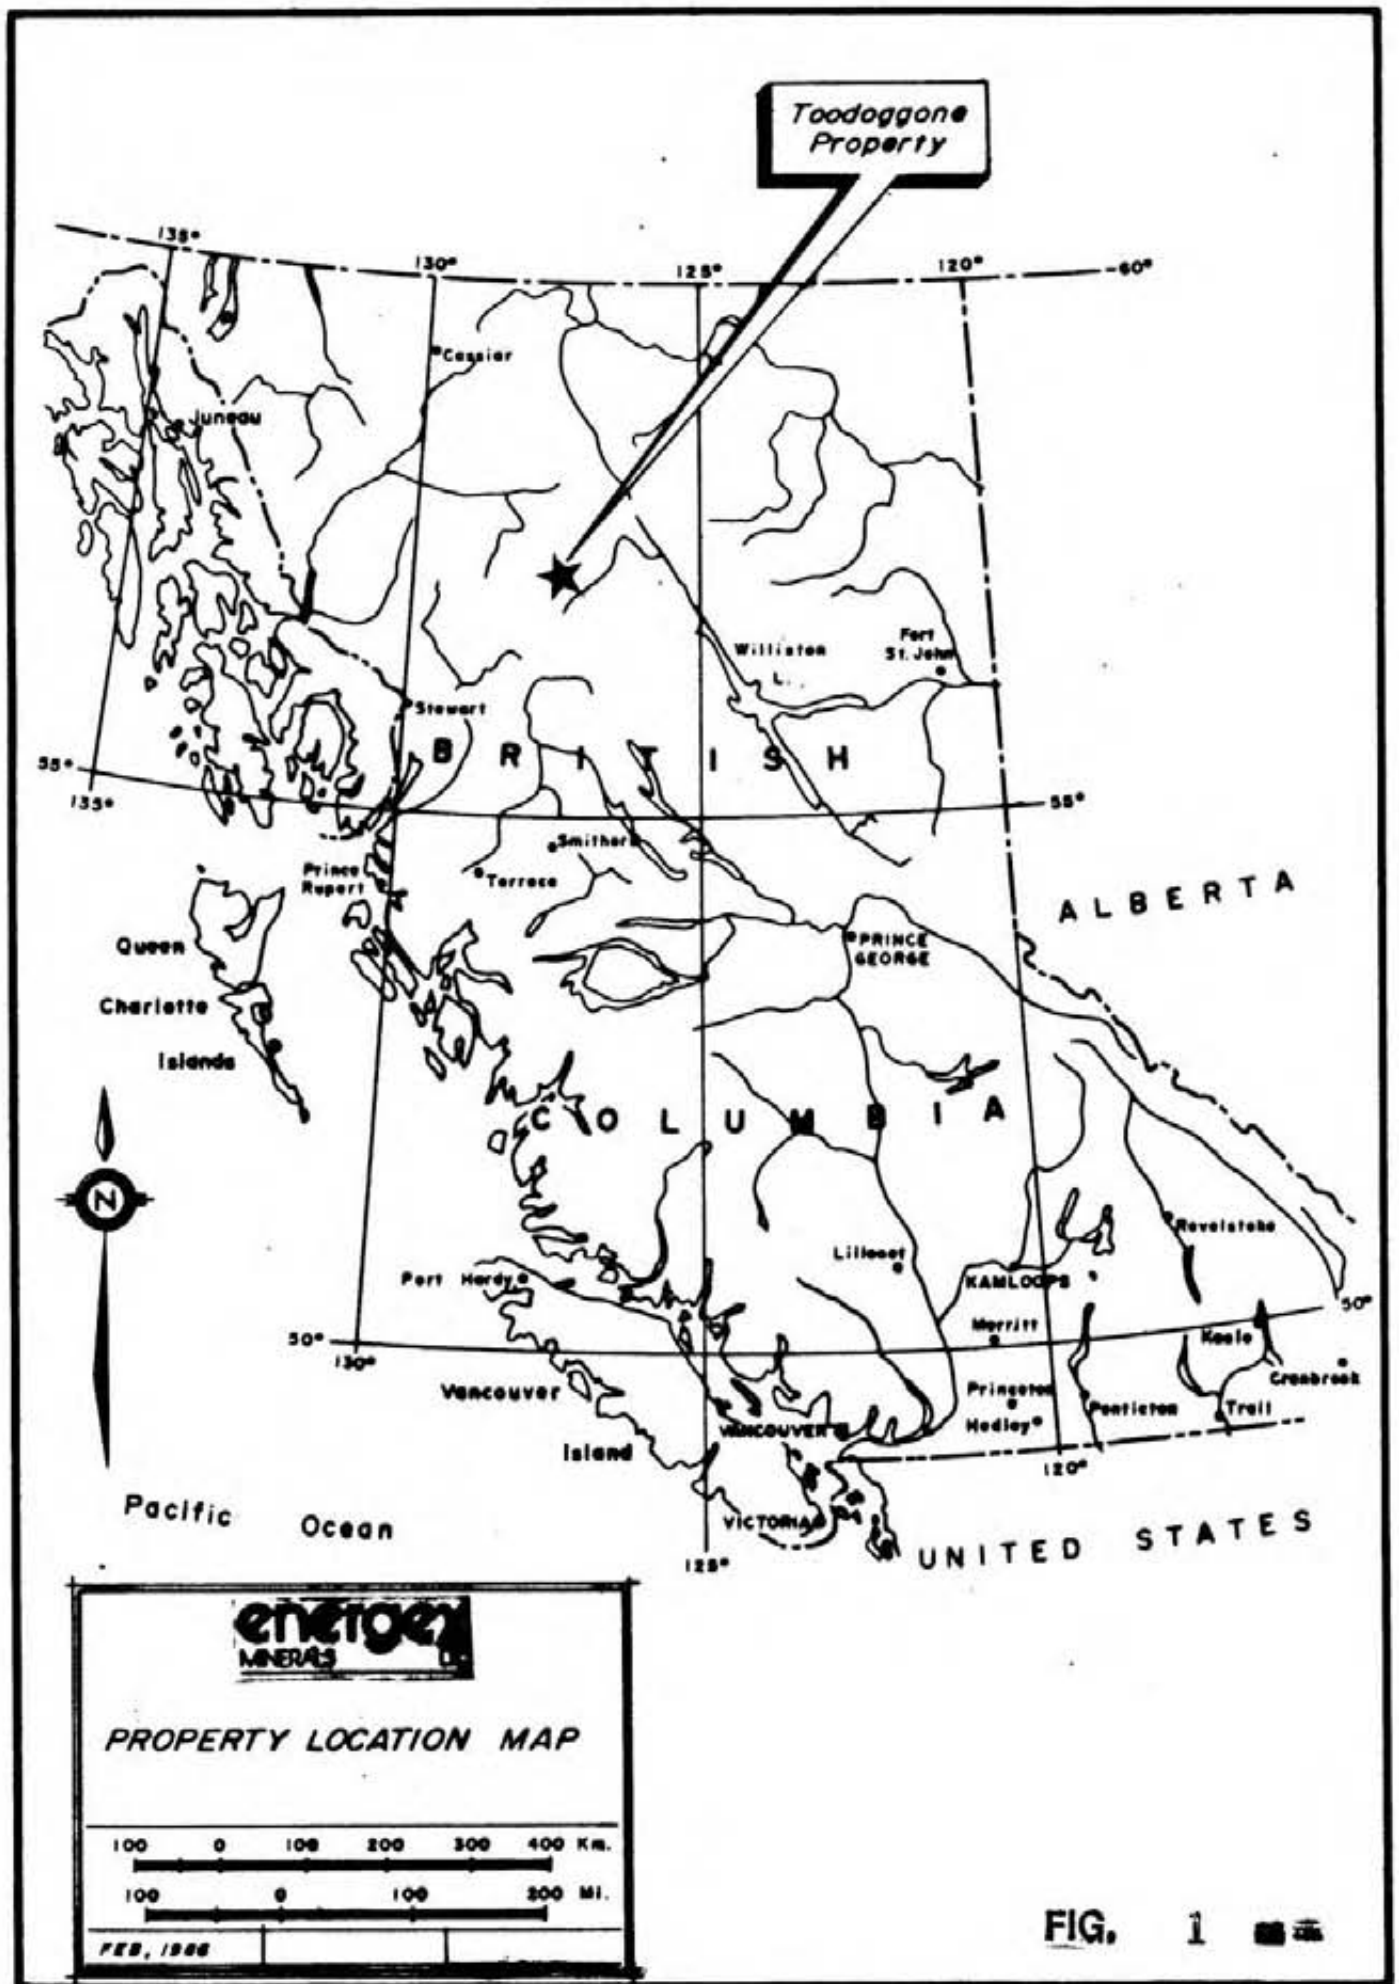 Toodoggone
Property
135°
130°
125°
120°
60°
Cassiar
Juneau
Williston
L.
Fort
St. John
Stewart
BRITISH
55°
135°
55°
Smithers
Terrace
Prince
Rupert
ALBERTA
Queen
Charlotte
Islands
PRINCE
GEORGE
COLUMBIA
N
Revelstoke
Lillooet
Port Hardy
KAMLOOPS
50°
Merritt
50°
130°
Cranbrook
Vancouver
Princeton
Penticton
Trail
VANCOUVER
Hedley
Island
120°
Pacific Ocean
VICTORIA
UNITED STATES
125°
energex
MINERALS
PROPERTY LOCATION MAP
100 0 100 200 300 400 Km.
100 0 100 200 Mi.
FEB, 1986
FIG. 1